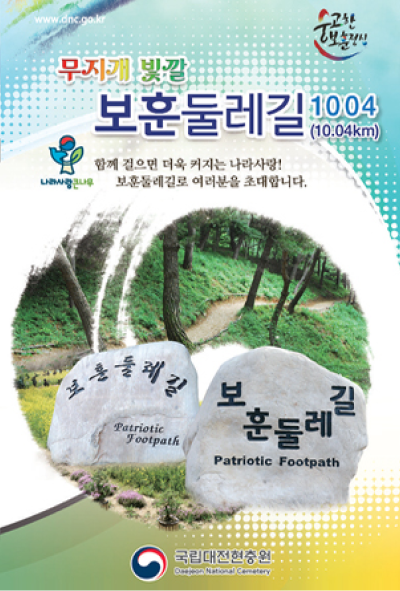 www.dnc.go.kr
숭고한
보훈정신
무지개 빛깔
보훈둘레길 1004
(10.04km)
나라사랑큰나무
함께 걸으면 더욱 커지는 나라사랑!
보훈둘레길로 여러분을 초대합니다.
보훈둘레길
Patriotic
Footpath
보훈둘레길
Patriotic Footpath
국립대전현충원
Daejeon National Cemetery